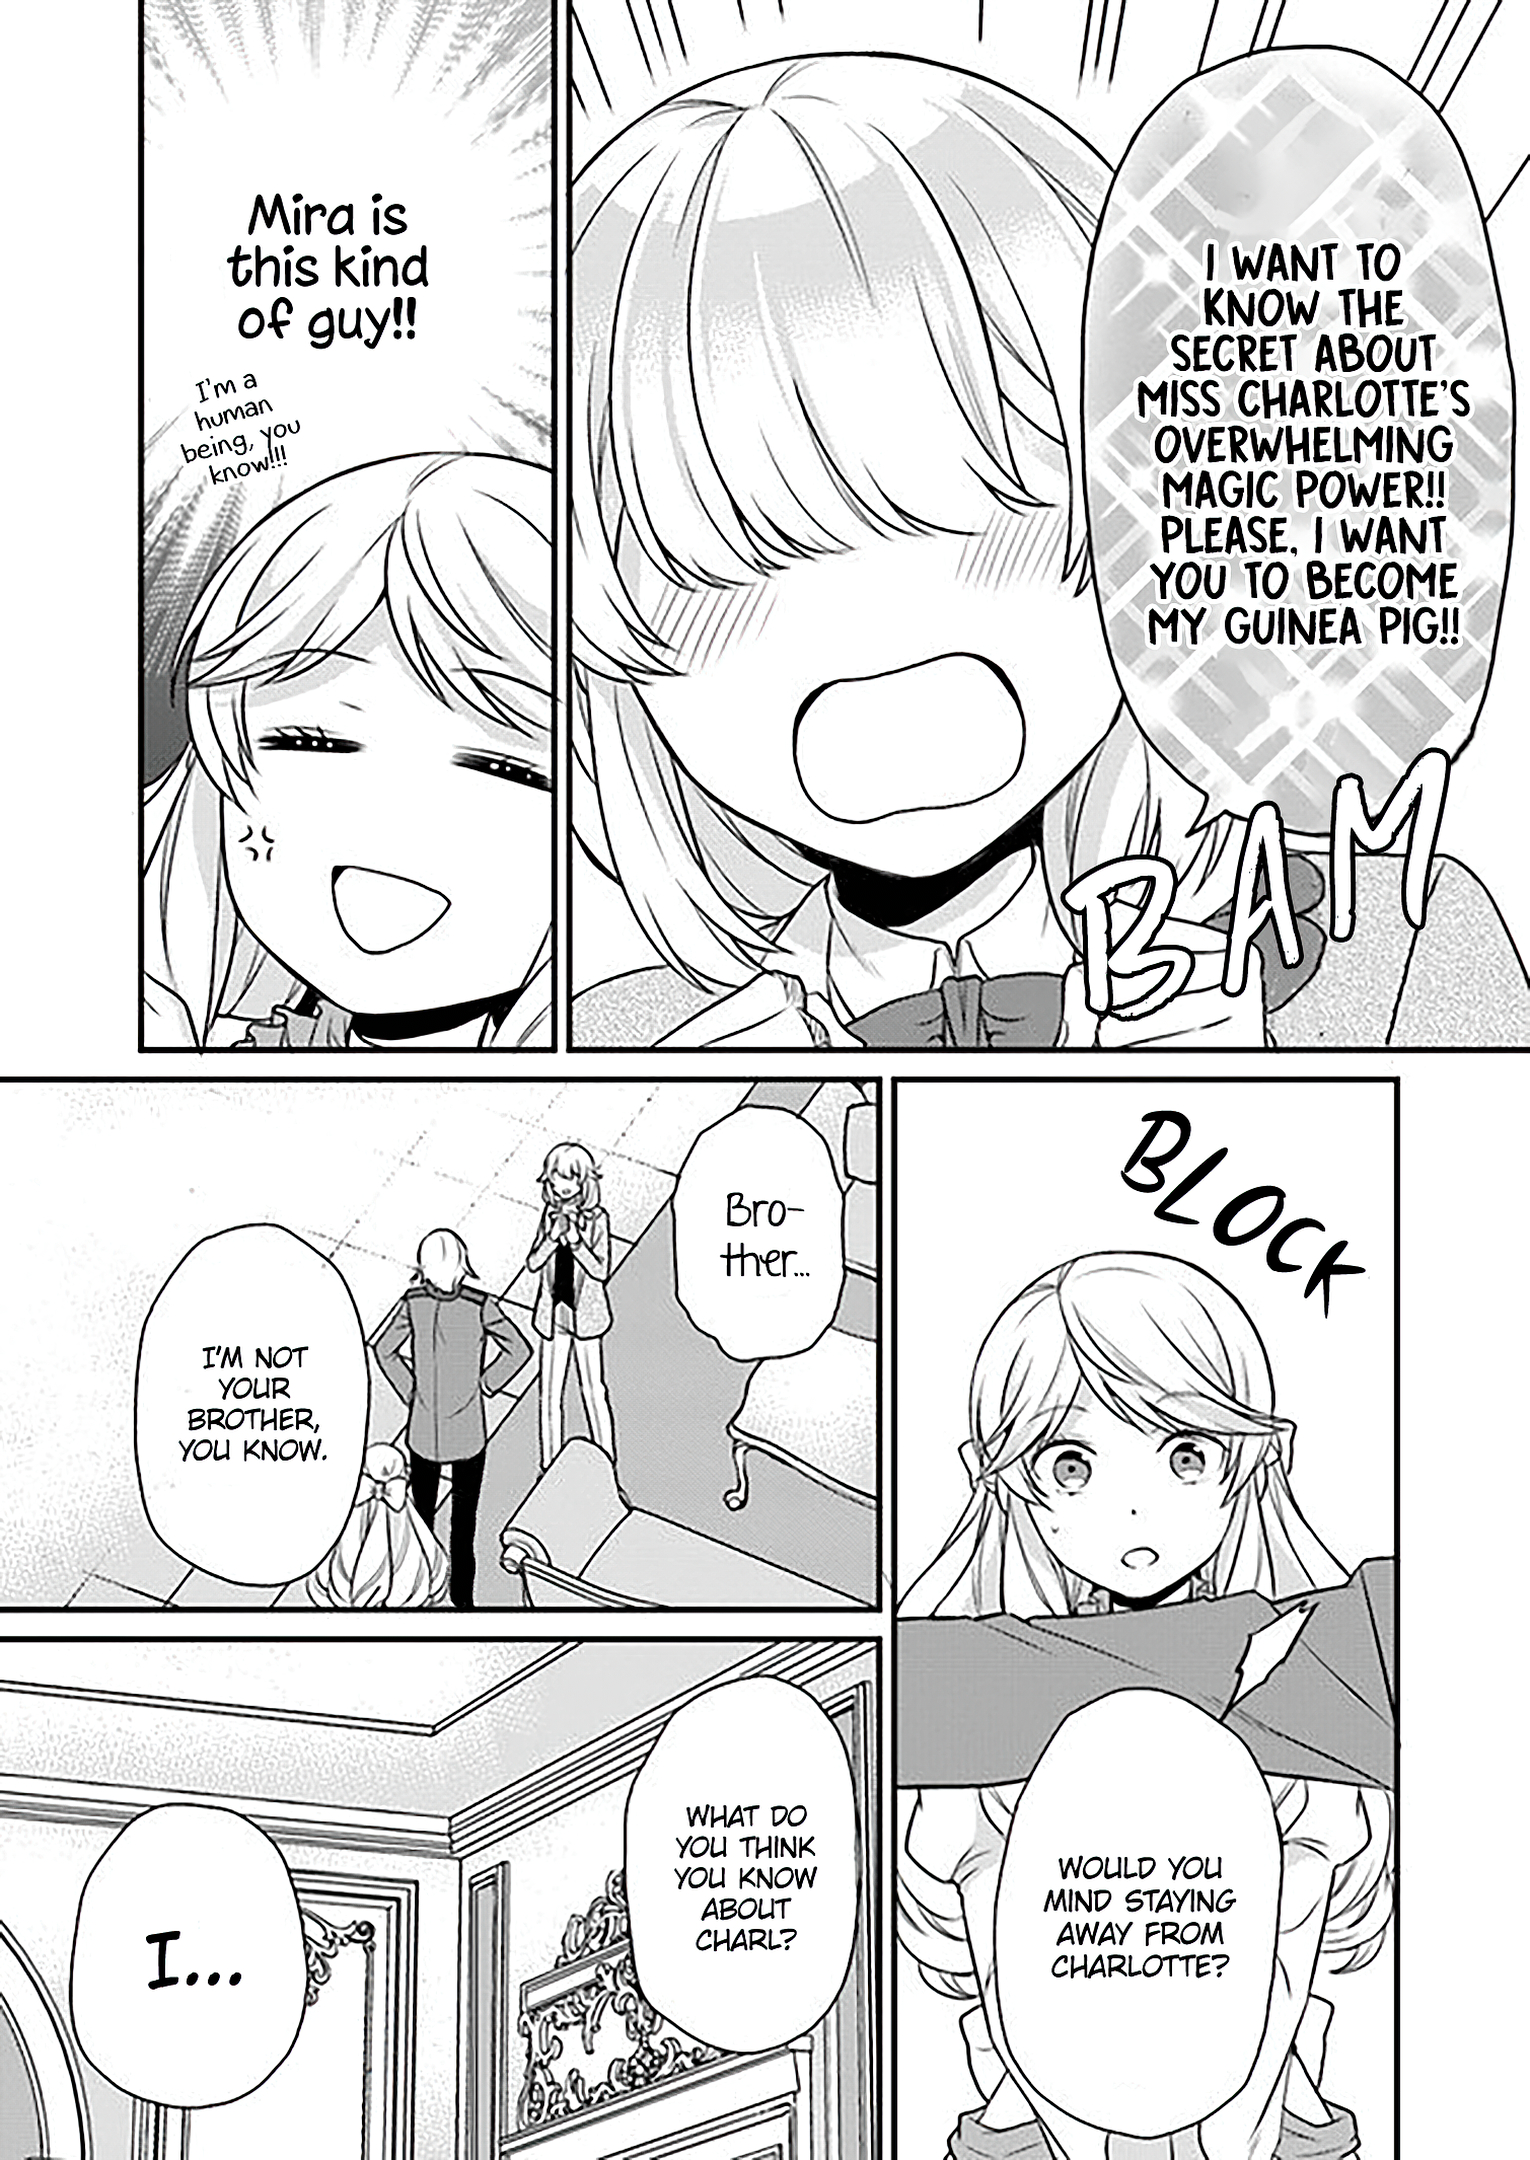 I WANT TO
KNOW THE
SECRET ABOUT
MISS CHARLOTTE'S
OVERWHELMING
MAGIC POWER!!
PLEASE, I WANT
YOU TO BECOME
MY GUINEA PIG!!
BAM
Mira is
this kind
of guy!!
I'm a
human
being, you
know!!!
BLOCK
WOULD YOU
MIND STAYING
AWAY FROM
CHARLOTTE?
Bro-
ther...
I'M NOT
YOUR
BROTHER,
YOU KNOW.
WHAT DO
YOU THINK
YOU KNOW
ABOUT
CHARL?
I...